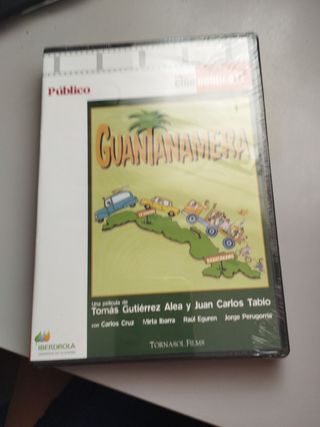 Público
GUANTANAMERA
GUANTANAMO
Una película de
Tomás Gutiérrez Alea y Juan Carlos Tabío
con Carlos Cruz Mirta Ibarra Raúl Eguren Jorge Perugorría
IBERDROLA
TORNASOL FILMS